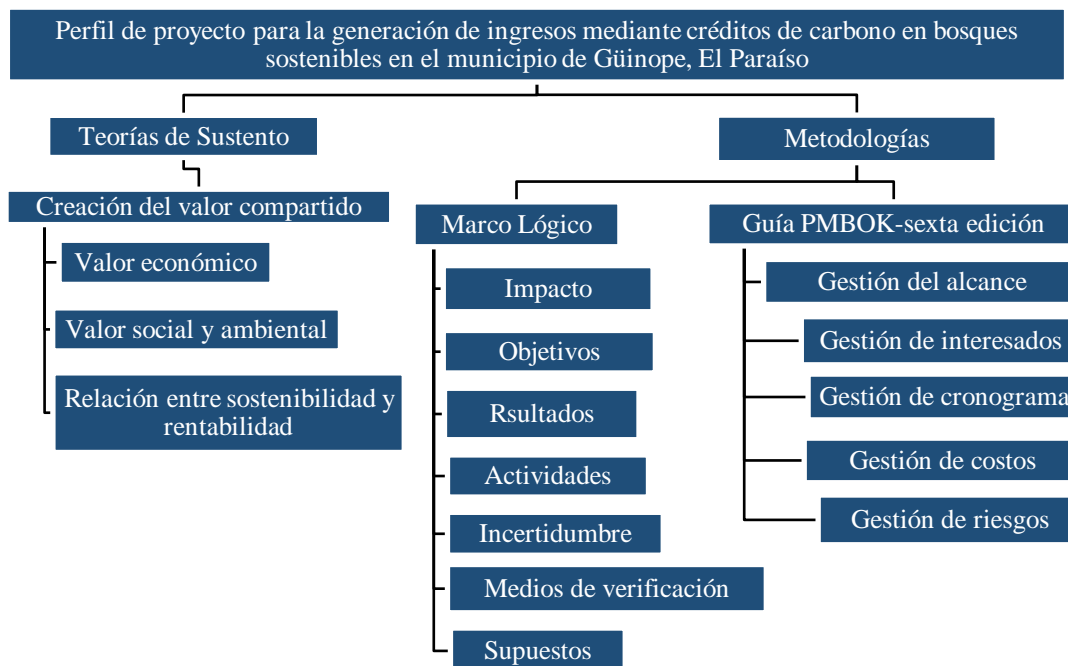 Perfil de proyecto para la generación de ingresos mediante créditos de carbono en bosques
sostenibles en el municipio de Güinope, El Paraíso
Teorías de Sustento
Metodologías
Creación del valor compartido
Valor económico
Valor social y ambiental
Relación entre sostenibilidad y
rentabilidad
Marco Lógico
Impacto
Objetivos
Rsultados
Actividades
Incertidumbre
Medios de verificación
Supuestos
Guía PMBOK-sexta edición
Gestión del alcance
Gestión de interesados
Gestión de cronograma
Gestión de costos
Gestión de riesgos